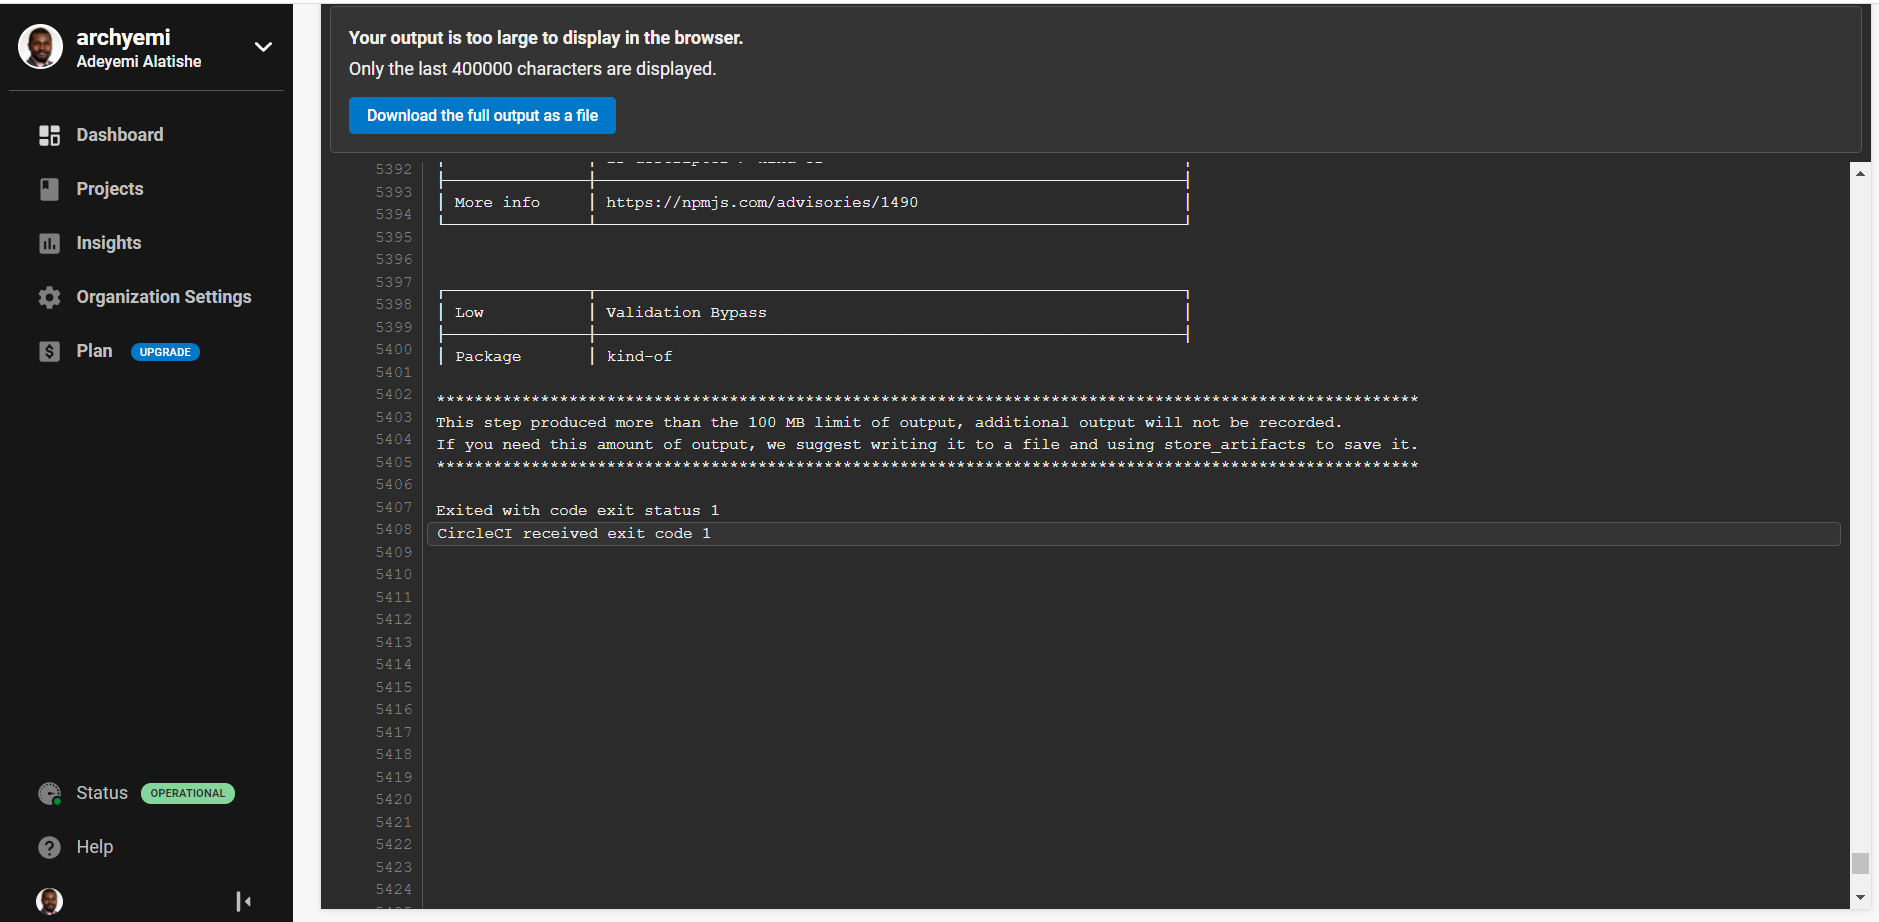 archyemi
Adeyemi Alatishe
Dashboard
Projects
Insights
Organization Settings
Plan UPGRADE
Status OPERATIONAL
Help
Your output is too large to display in the browser.
Only the last 400000 characters are displayed.
Download the full output as a file
5392
5393
5394
5395
5396
5397
5398
5399
5400
5401
5402
5403
5404
5405
5406
5407
5408
5409
5410
5411
5412
5413
5414
5415
5416
5417
5418
5419
5420
5421
5422
5423
5424
More info https://npmjs.com/advisories/1490
Low Validation Bypass
Package kind-of
********************************************************************************************************
This step produced more than the 100 MB limit of output, additional output will not be recorded.
If you need this amount of output, we suggest writing it to a file and using store_artifacts to save it.
********************************************************************************************************
Exited with code exit status 1
CircleCI received exit code 1